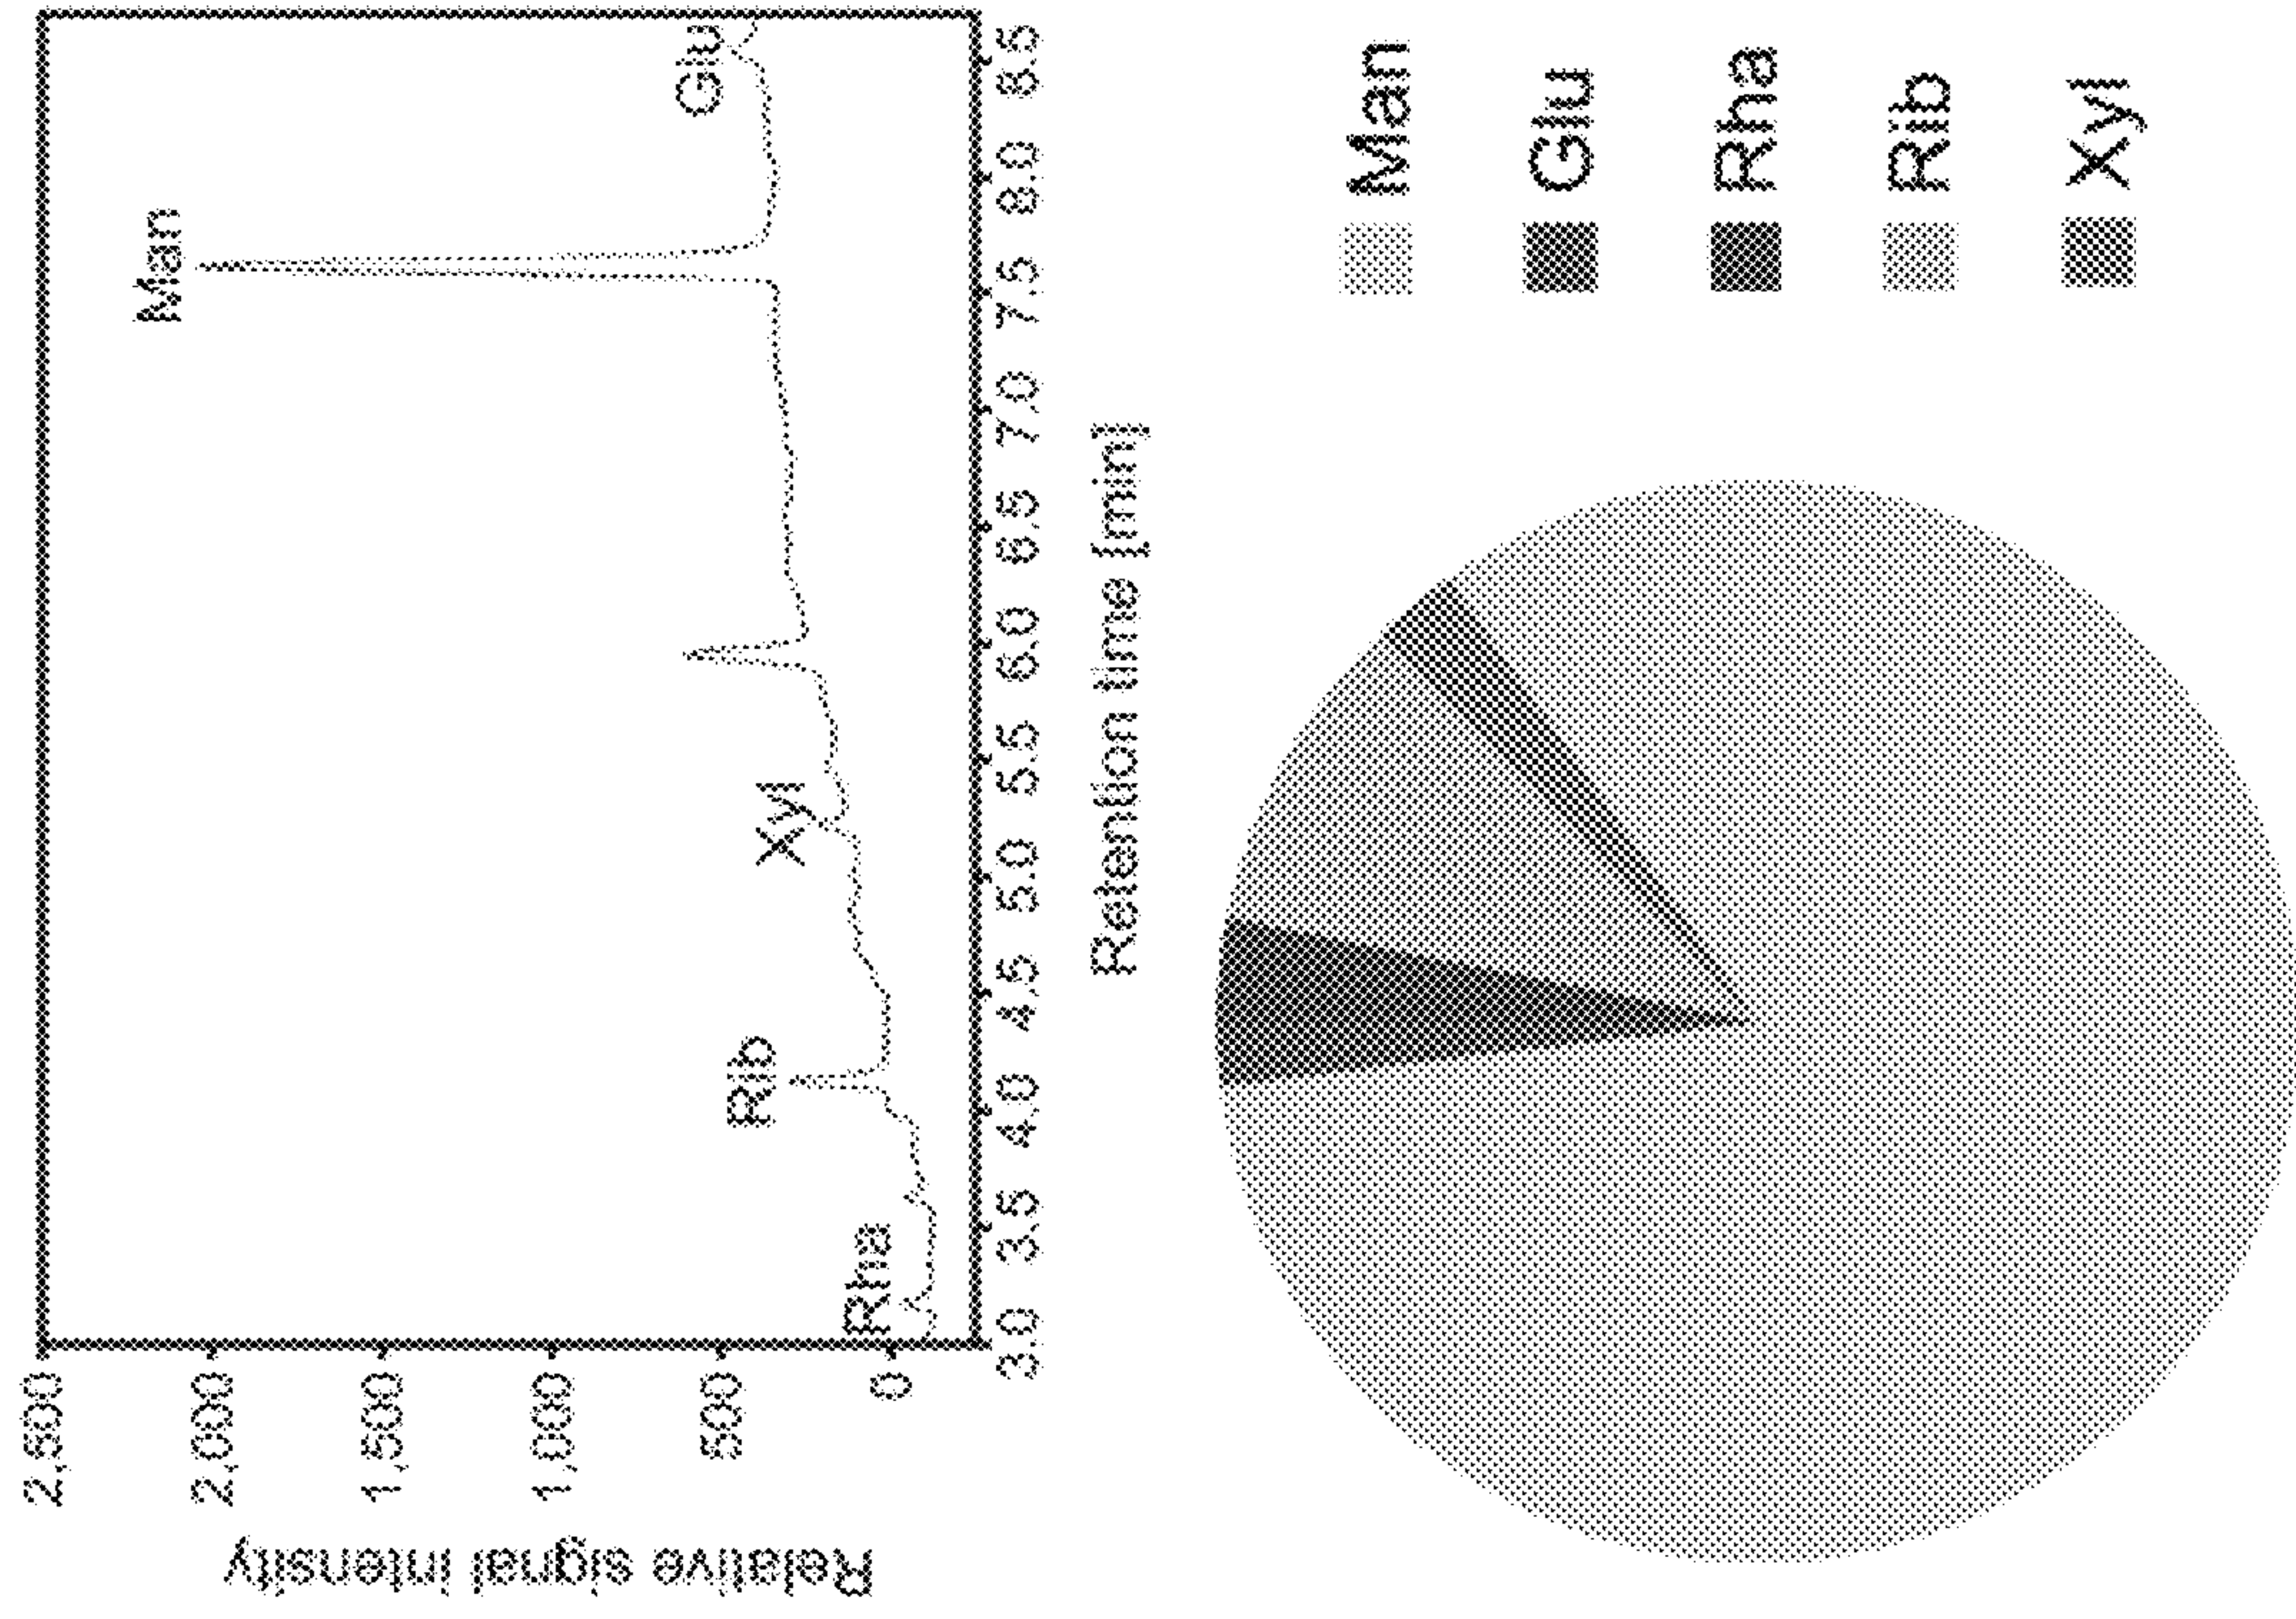 Relative signal intensity
2,500
2,000
1,500
1,000
500
0
Rha
Rib
Xyl
Man
Glu
3.0 3.5 4.0 4.5 5.0 5.5 6.0 6.5 7.0 7.5 8.0 8.5
Retention time [min]
Man
Glu
Rha
Rib
Xyl